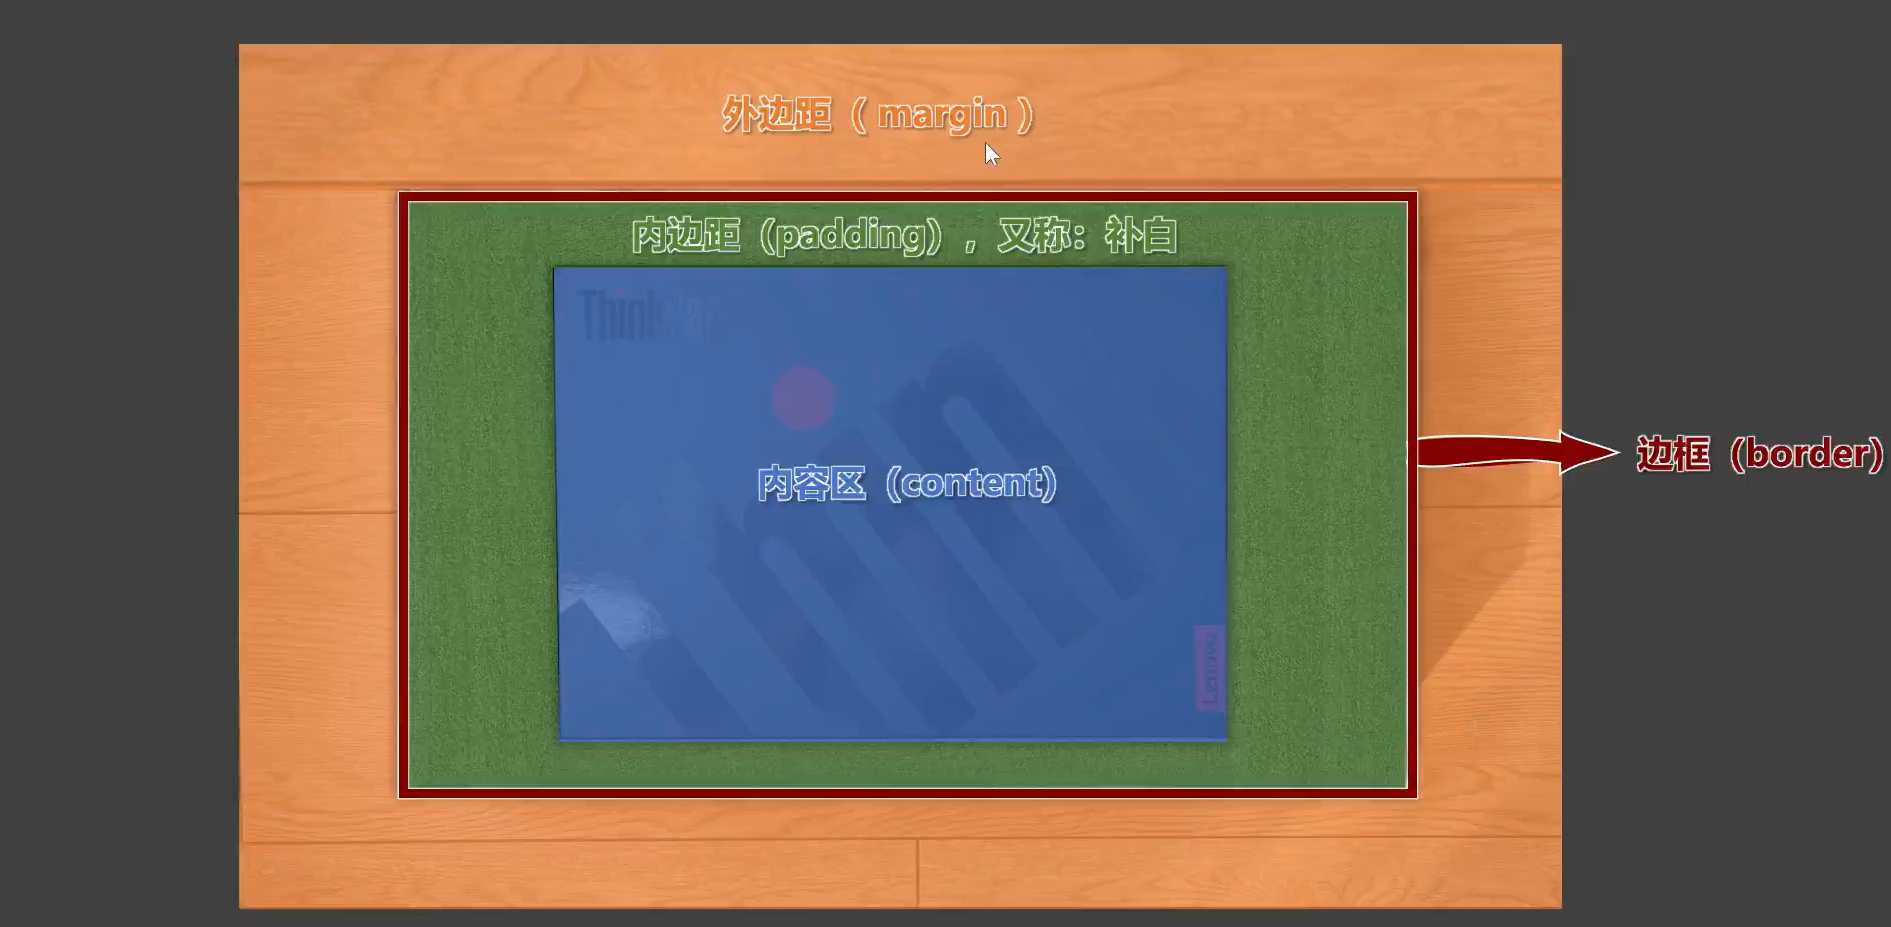 外边距（ margin ）
内边距（padding），又称：补白
内容区（content）
边框（border）